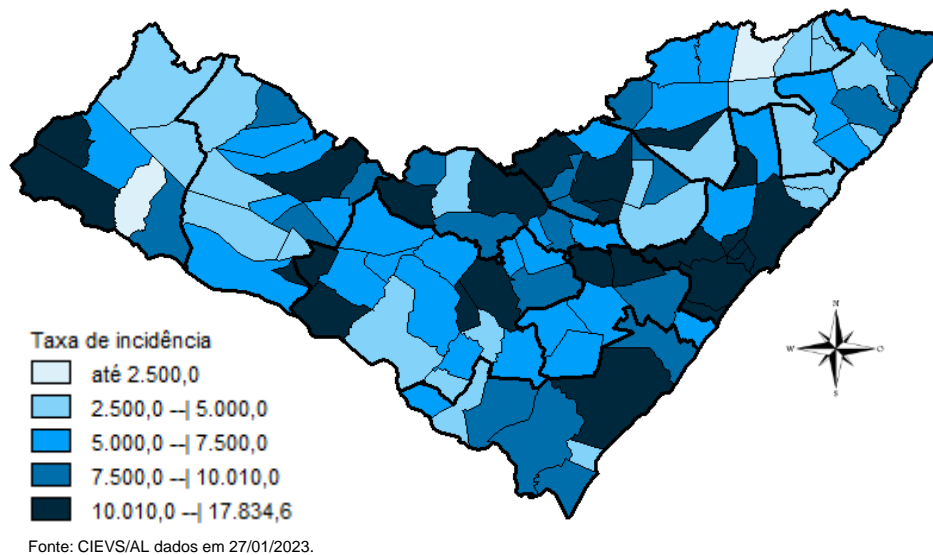 N
W
O
S
Taxa de incidência
até 2.500,0
2.500,0 --| 5.000,0
5.000,0 --| 7.500,0
7.500,0 --| 10.010,0
10.010,0 --| 17.834,6
Fonte: CIEVS/AL dados em 27/01/2023.